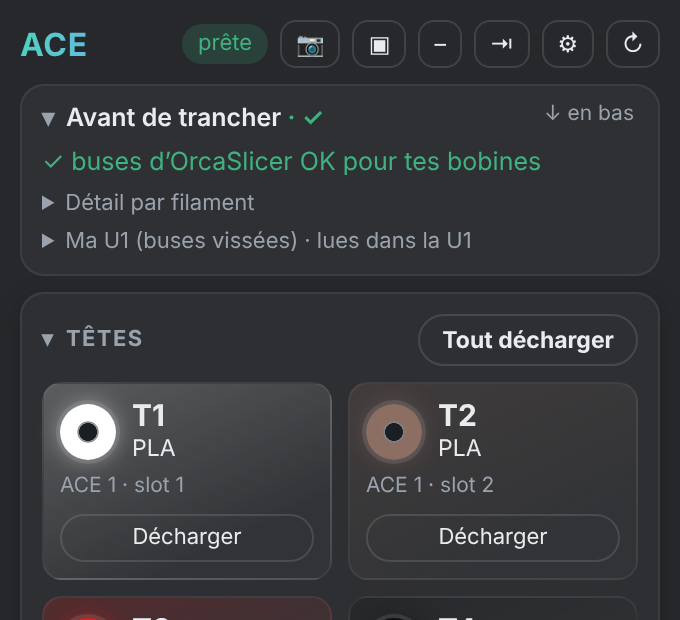 ACE prête
▼ Avant de trancher · ✓ ↓ en bas
✓ buses d’OrcaSlicer OK pour tes bobines
▶ Détail par filament
▶ Ma U1 (buses vissées) · lues dans la U1
▼ TÊTES Tout décharger
T1
PLA
ACE 1 · slot 1
Décharger
T2
PLA
ACE 1 · slot 2
Décharger